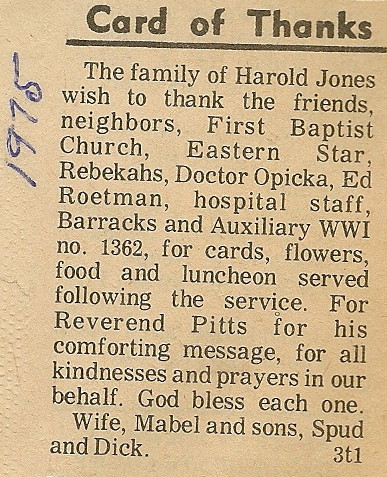 Card of Thanks
1975
The family of Harold Jones
wish to thank the friends,
neighbors, First Baptist
Church, Eastern Star,
Rebekahs, Doctor Opicka, Ed
Roetman, hospital staff,
Barracks and Auxiliary WWI
no. 1362, for cards, flowers,
food and luncheon served
following the service. For
Reverend Pitts for his
comforting message, for all
kindnesses and prayers in our
behalf. God bless each one.
Wife, Mabel and sons, Spud
and Dick. 3t1